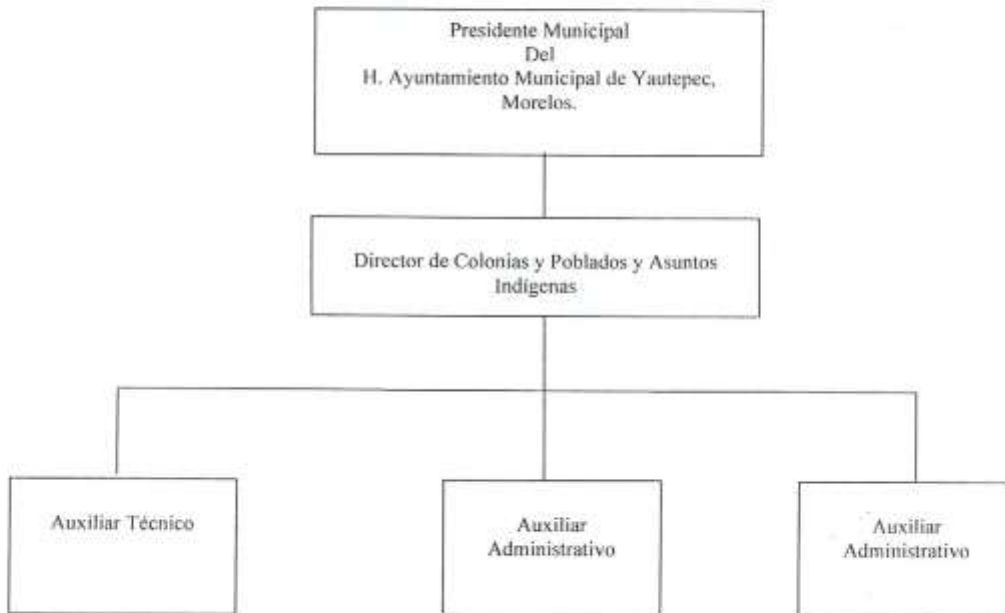 Presidente Municipal
Del
H. Ayuntamiento Municipal de Yautepec,
Morelos.
Director de Colonias y Poblados y Asuntos
Indígenas
Auxiliar Técnico
Auxiliar
Administrativo
Auxiliar
Administrativo